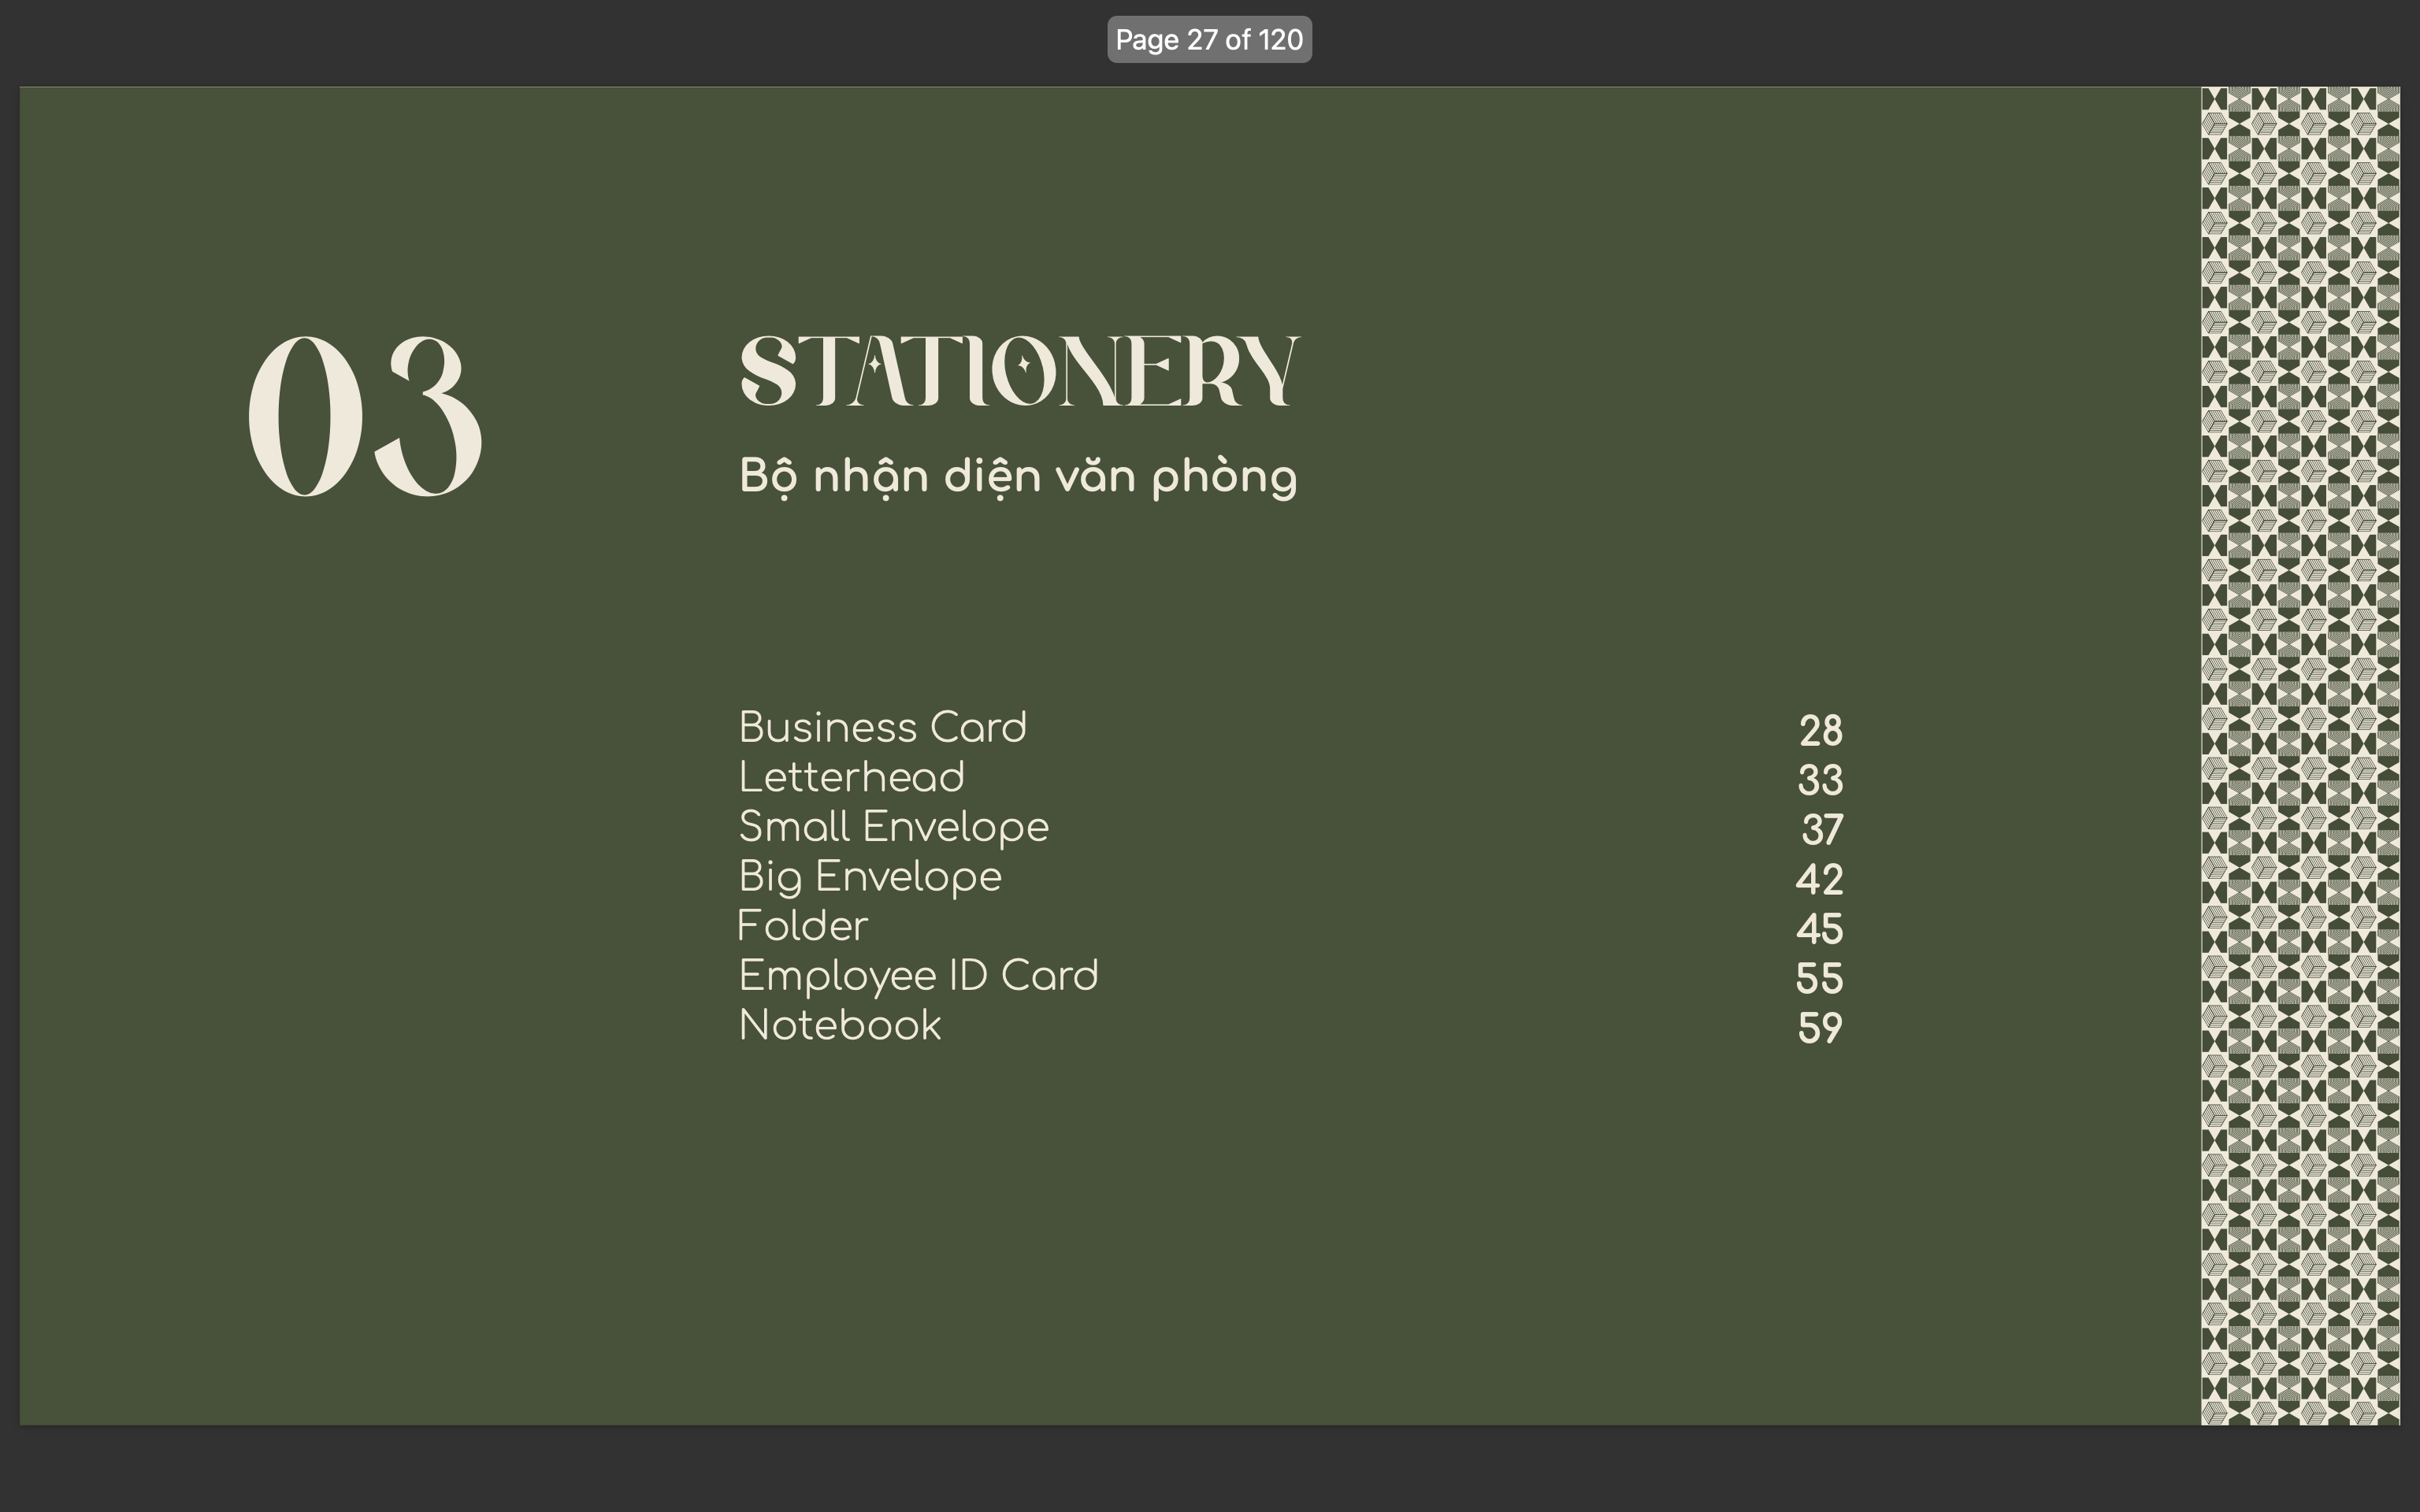 Page 27 of 120
03
STATIONERY
Bộ nhận diện văn phòng
Business Card 28
Letterhead 33
Small Envelope 37
Big Envelope 42
Folder 45
Employee ID Card 55
Notebook 59